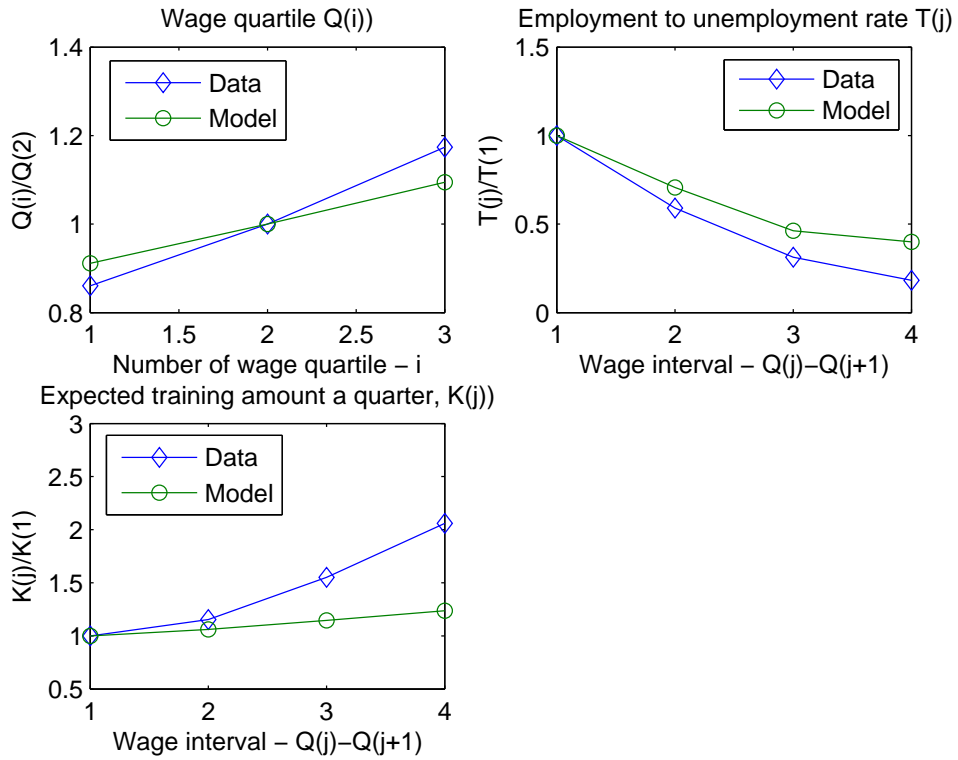 Wage quartile Q(i))
1.4
1.2
1
0.8
Q(i)/Q(2)
Data
Model
1 1.5 2 2.5 3
Number of wage quartile − i
Employment to unemployment rate T(j)
1.5
1
0.5
0
T(j)/T(1)
Data
Model
1 2 3 4
Wage interval − Q(j)−Q(j+1)
Expected training amount a quarter, K(j))
3
2.5
2
1.5
1
0.5
K(j)/K(1)
Data
Model
1 2 3 4
Wage interval − Q(j)−Q(j+1)